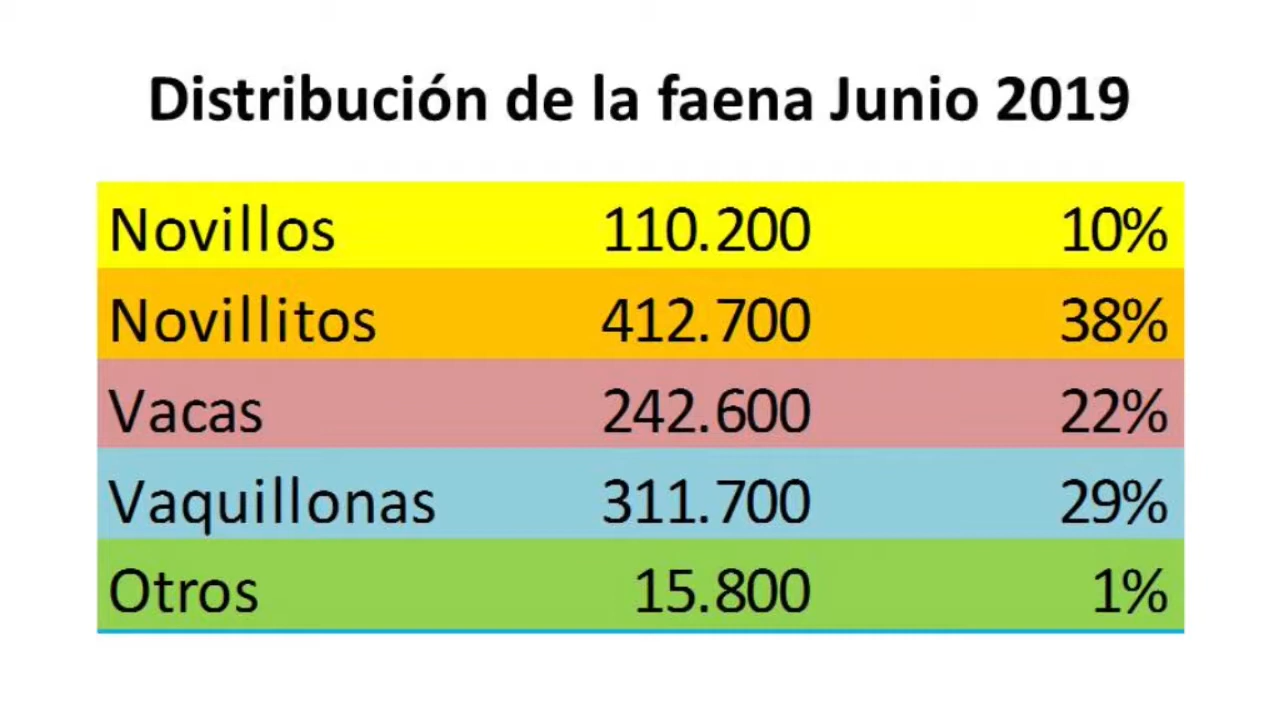 Distribución de la faena Junio 2019
Novillos 110.200 10%
Novillitos 412.700 38%
Vacas 242.600 22%
Vaquillonas 311.700 29%
Otros 15.800 1%